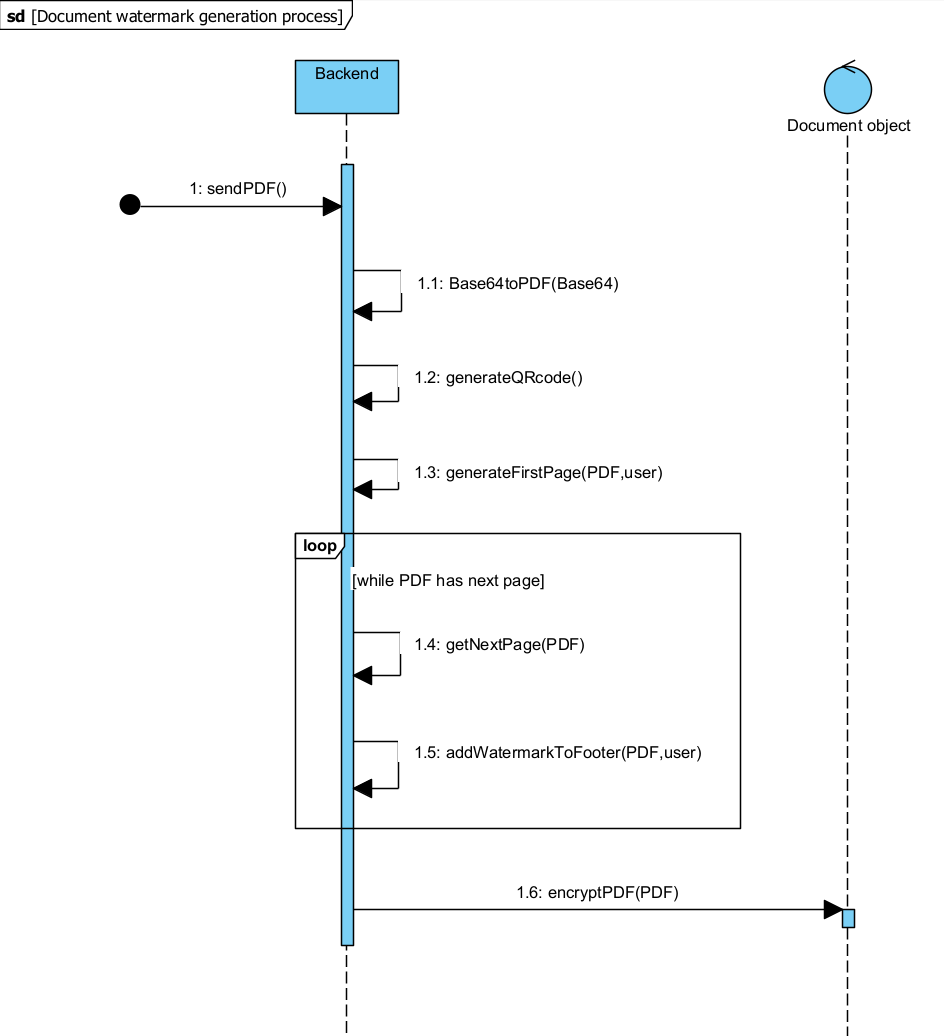 sd [Document watermark generation process]
Backend
Document object
1: sendPDF()
1.1: Base64toPDF(Base64)
1.2: generateQRcode()
1.3: generateFirstPage(PDF,user)
loop
[while PDF has next page]
1.4: getNextPage(PDF)
1.5: addWatermarkToFooter(PDF,user)
1.6: encryptPDF(PDF)